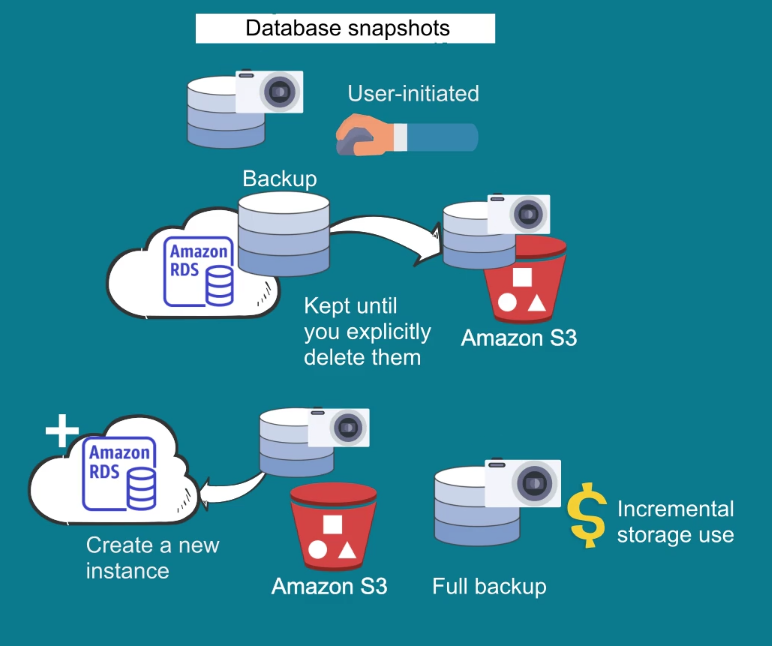 Database snapshots
User-initiated
Backup
Amazon
RDS
Kept until
you explicitly
delete them
Amazon S3
Amazon
RDS
Create a new
instance
Amazon S3
Full backup
Incremental
storage use